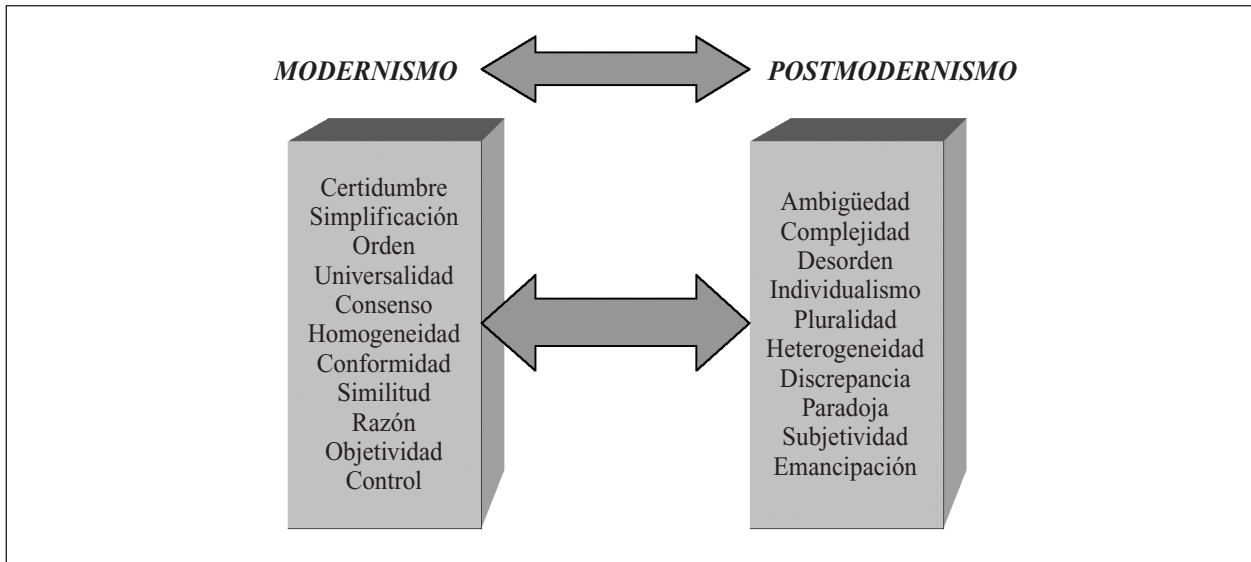 MODERNISMO
POSTMODERNISMO
Certidumbre
Simplificación
Orden
Universalidad
Consenso
Homogeneidad
Conformidad
Similitud
Razón
Objetividad
Control
Ambigüedad
Complejidad
Desorden
Individualismo
Pluralidad
Heterogeneidad
Discrepancia
Paradoja
Subjetividad
Emancipación